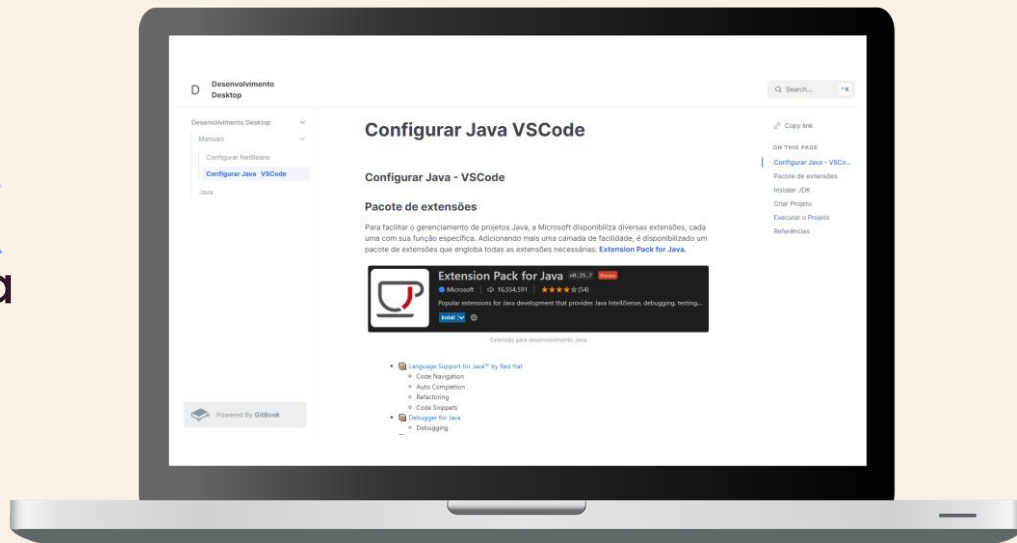 a
D
Desenvolvimento
Desktop
Search...
K
Desenvolvimento Desktop
Manuais
Configurar NetBeans
Configurar Java VSCode
Java
Powered By GitBook
Configurar Java VSCode
Configurar Java - VSCode
Pacote de extensões
Para facilitar o gerenciamento de projetos Java, a Microsoft disponibiliza diversas extensões, cada
uma com sua função específica. Adicionando mais uma camada de facilidade, é disponibilizado um
pacote de extensões que engloba todas as extensões necessárias: Extension Pack for Java.
Extension Pack for Java v0.25.7 Preview
Microsoft 16,554,591 (54)
Popular extensions for Java development that provides Java IntelliSense, debugging, testing,...
Install
Extensão para desenvolvimento Java
Language Support for Java™ by Red Hat
Code Navigation
Auto Completion
Refactoring
Code Snippets
Debugger for Java
Debugging
Copy link
ON THIS PAGE
Configurar Java - VSCo...
Pacote de extensões
Instalar JDK
Criar Projeto
Executar o Projeto
Referências